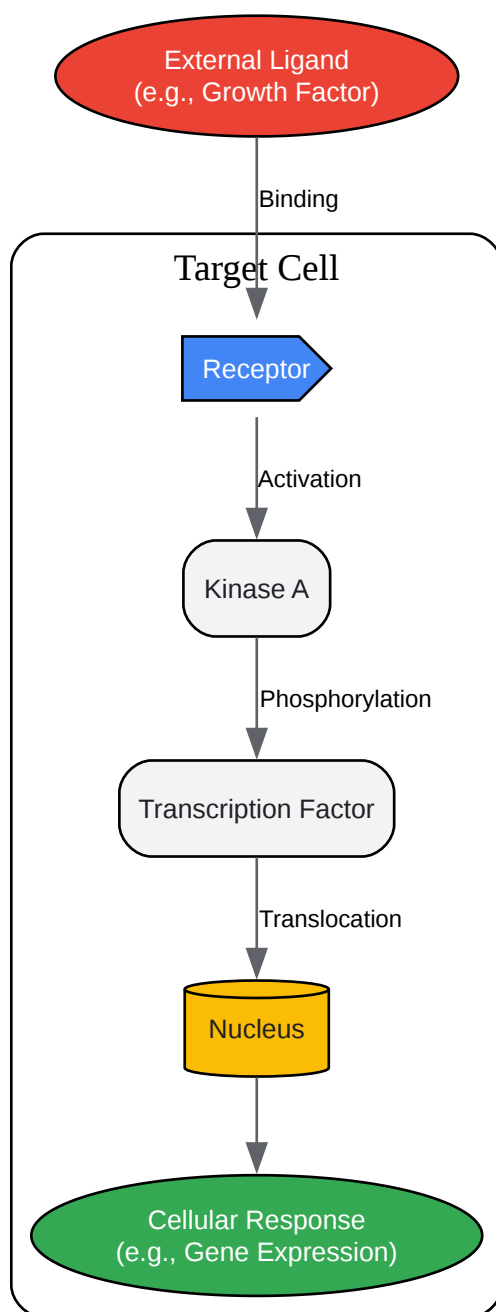 External Ligand
(e.g., Growth Factor)
Binding
Target Cell
Receptor
Activation
Kinase A
Phosphorylation
Transcription Factor
Translocation
Nucleus
Cellular Response
(e.g., Gene Expression)